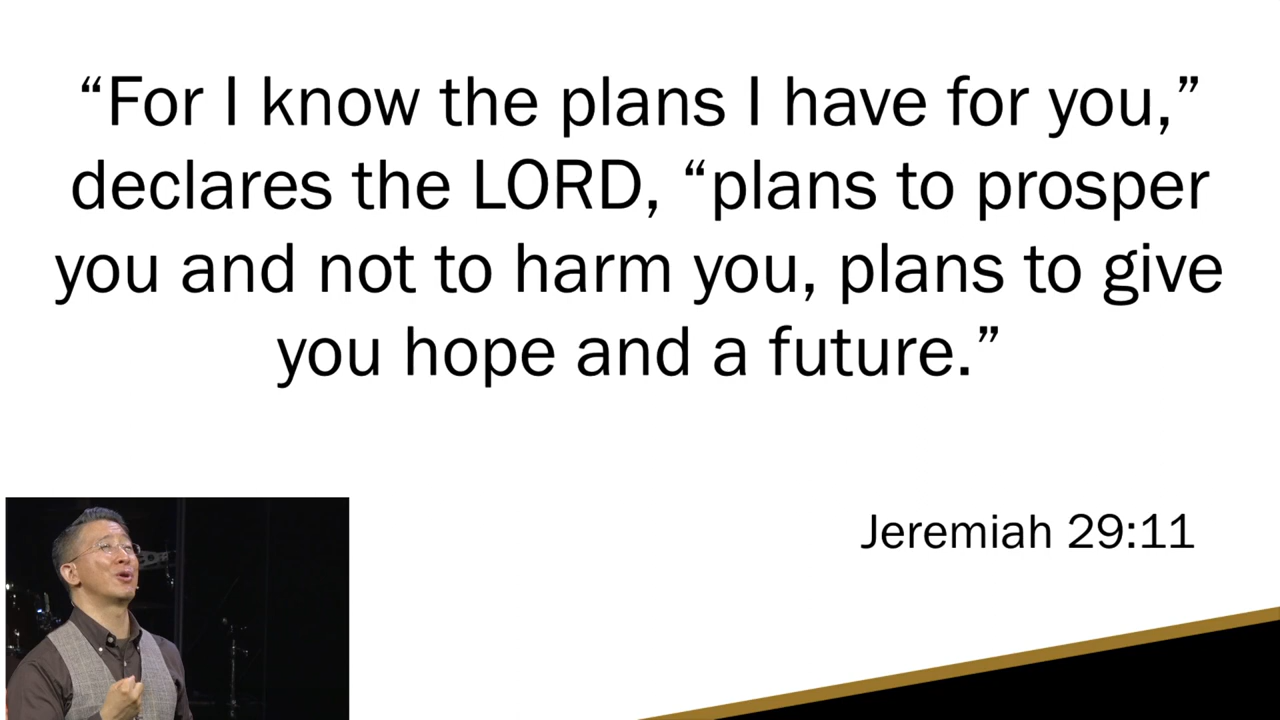 “For I know the plans I have for you,”
declares the LORD, “plans to prosper
you and not to harm you, plans to give
you hope and a future.”
Jeremiah 29:11